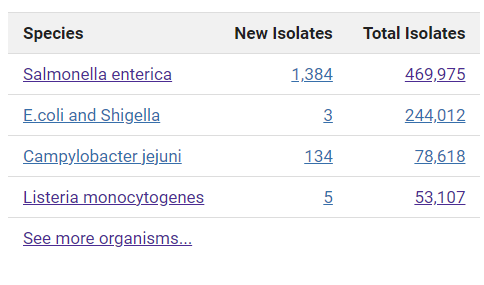 Species New Isolates Total Isolates
Salmonella enterica 1,384 469,975
E.coli and Shigella 3 244,012
Campylobacter jejuni 134 78,618
Listeria monocytogenes 5 53,107
See more organisms...